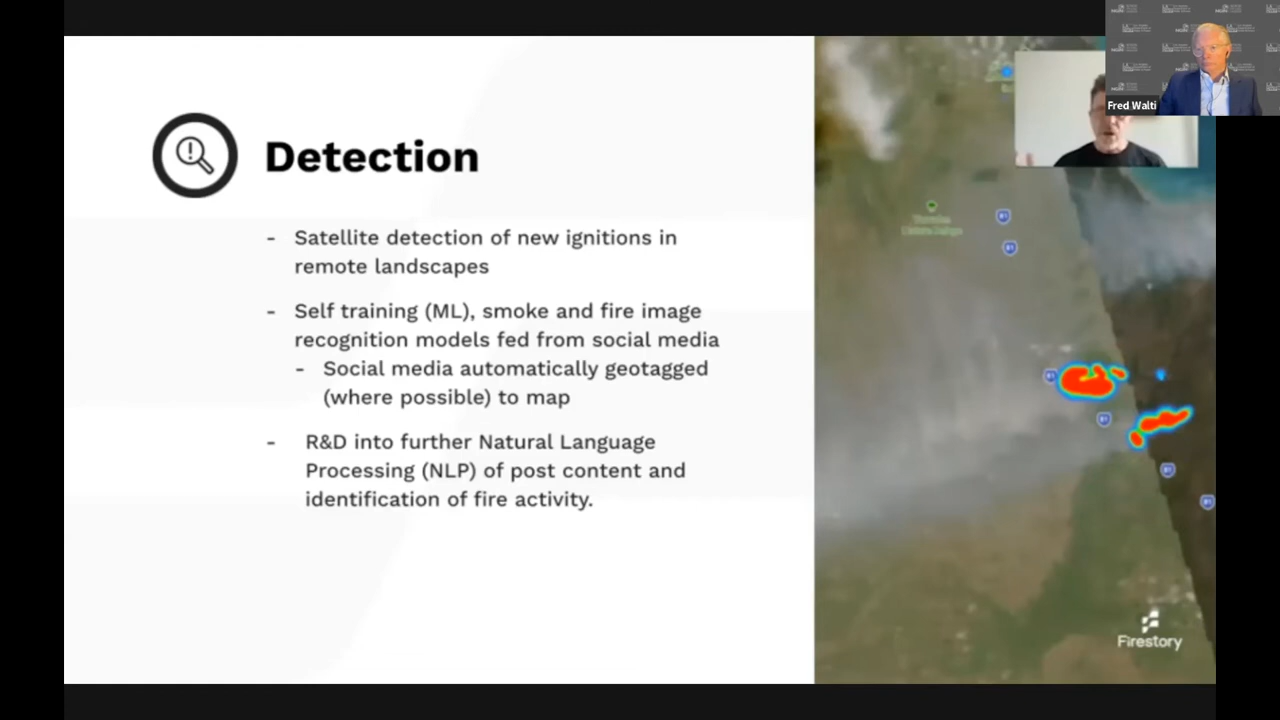 Fred Walti
Detection
- Satellite detection of new ignitions in
remote landscapes
- Self training (ML), smoke and fire image
recognition models fed from social media
- Social media automatically geotagged
(where possible) to map
- R&D into further Natural Language
Processing (NLP) of post content and
identification of fire activity.
Firestory